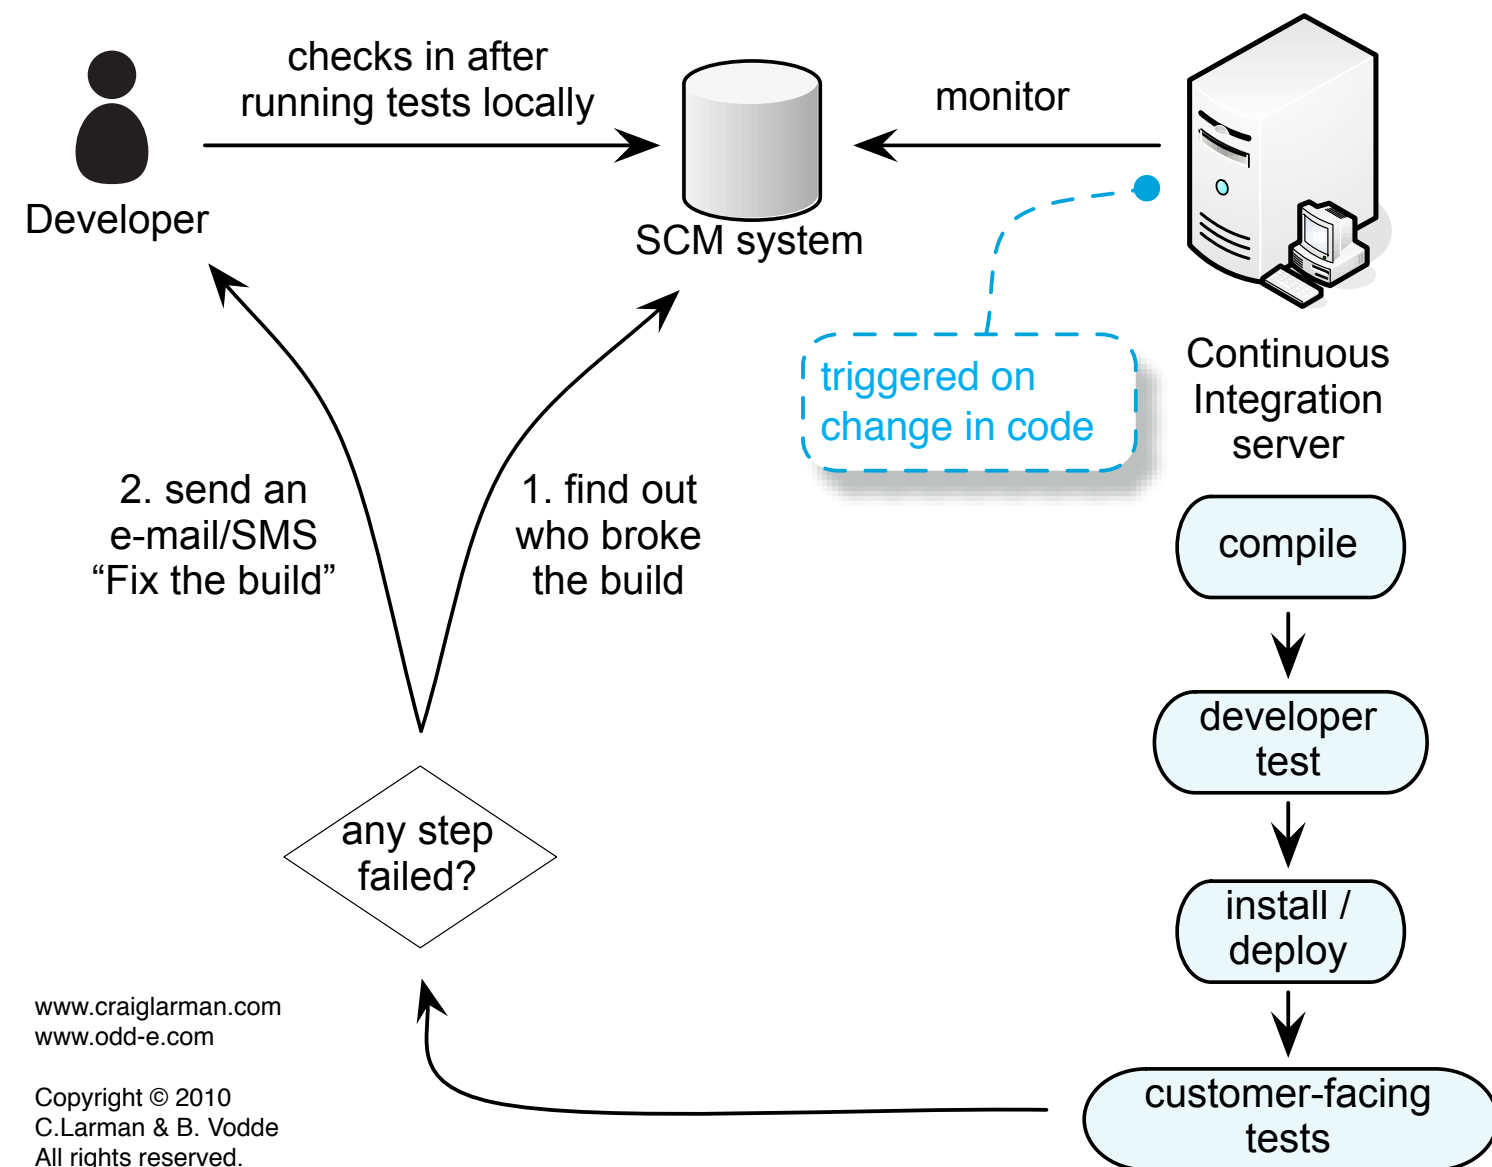 checks in after
running tests locally
monitor
Developer
SCM system
triggered on
change in code
Continuous
Integration
server
2. send an
e-mail/SMS
“Fix the build”
1. find out
who broke
the build
compile
developer
test
any step
failed?
install /
deploy
customer-facing
tests
www.craiglarman.com
www.odd-e.com
Copyright © 2010
C.Larman & B. Vodde
All rights reserved.